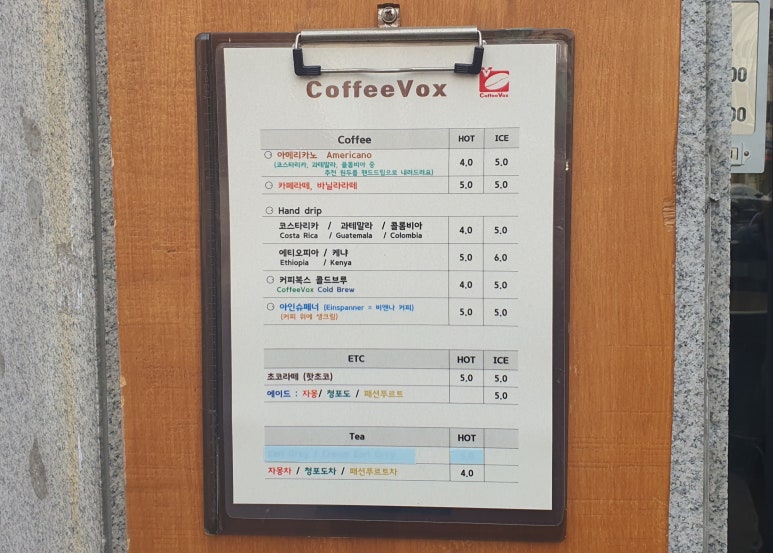 CoffeeVox
CoffeeVox
Coffee HOT ICE
아메리카노 Americano 4.0 5.0
(코스타리카, 과테말라, 콜롬비아 중
추천 원두를 핸드드립으로 내려드려요)
카페라떼, 바닐라라떼 5.0 5.0
Hand drip
코스타리카 / 과테말라 / 콜롬비아 4.0 5.0
Costa Rica / Guatemala / Colombia
에티오피아 / 케냐 5.0 6.0
Ethiopia / Kenya
커피복스 콜드브루 4.0 5.0
CoffeeVox Cold Brew
아인슈페너 (Einspanner = 비엔나 커피) 5.0 5.0
(커피 위에 생크림)
ETC HOT ICE
초코라떼 (핫초코) 5.0 5.0
에이드 : 자몽/ 청포도 / 패션푸르트 5.0
Tea HOT
자몽차 / 청포도차 / 패션푸르트차 4.0